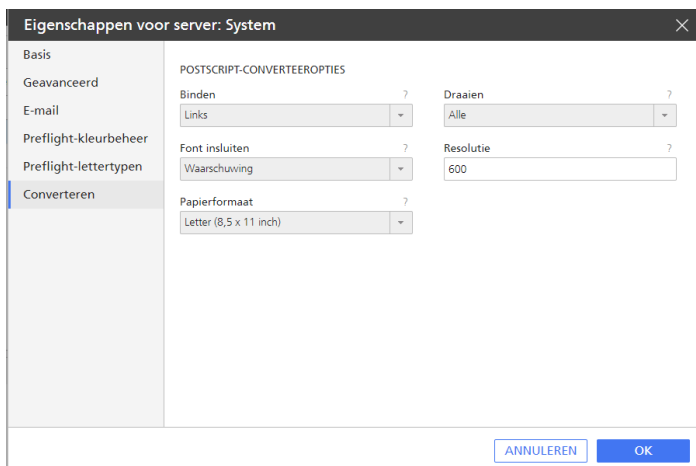 Eigenschappen voor server: System
Basis
Geavanceerd
E-mail
Preflight-kleurbeheer
Preflight-lettertypen
Converteren
POSTSCRIPT-CONVERTEEROPTIES
Binden ?
Links
Draaien ?
Alle
Font insluiten ?
Waarschuwing
Resolutie ?
600
Papierformaat ?
Letter (8,5 x 11 inch)
ANNULEREN OK